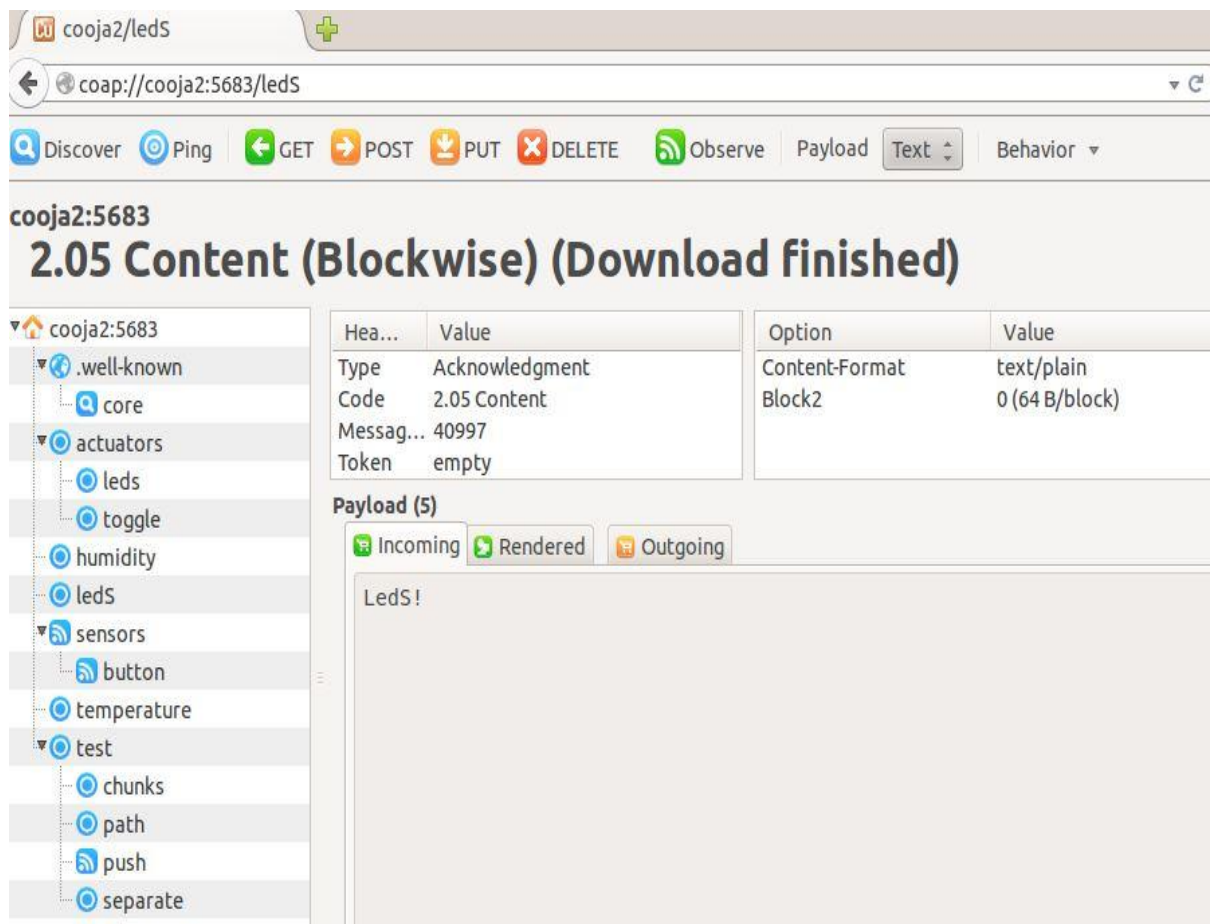 cooja2/ledS
coap://cooja2:5683/ledS
Discover Ping GET POST PUT DELETE Observe Payload Text Behavior
cooja2:5683
2.05 Content (Blockwise) (Download finished)
cooja2:5683
.well-known
core
actuators
leds
toggle
humidity
ledS
sensors
button
temperature
test
chunks
path
push
separate
Hea... Value
Type Acknowledgment
Code 2.05 Content
Messag... 40997
Token empty
Option Value
Content-Format text/plain
Block2 0 (64 B/block)
Payload (5)
Incoming Rendered Outgoing
LedS!